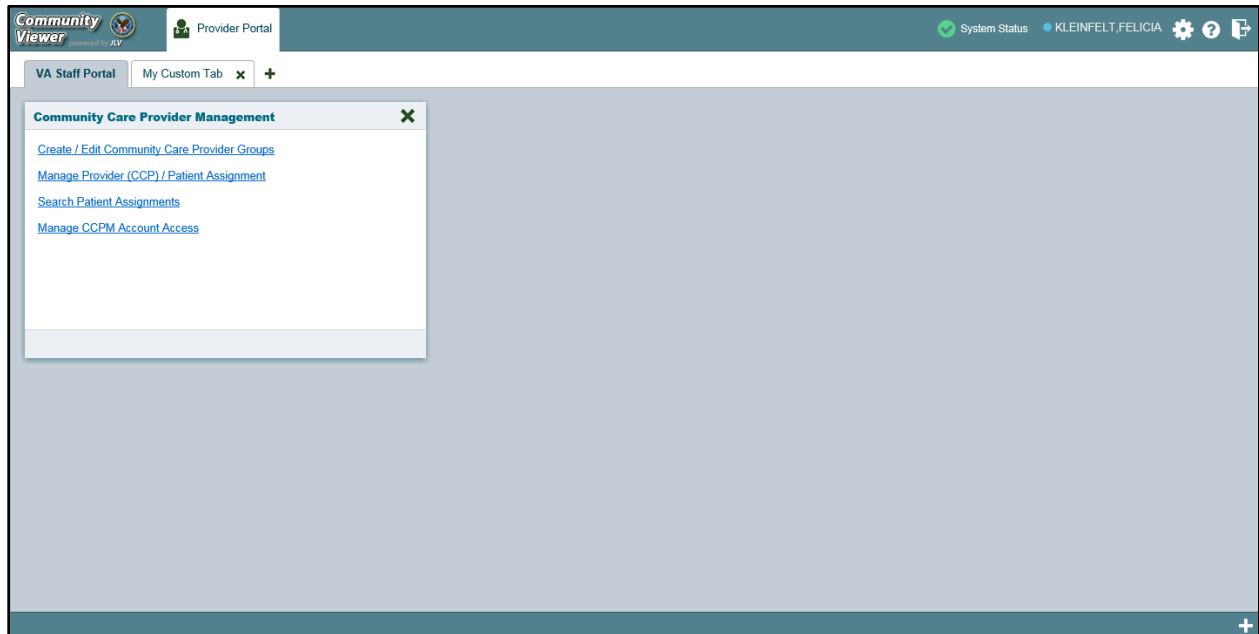 Community
Viewer powered by JLV
Provider Portal
System Status
KLEINFELT,FELICIA
VA Staff Portal
My Custom Tab
Community Care Provider Management
Create / Edit Community Care Provider Groups
Manage Provider (CCP) / Patient Assignment
Search Patient Assignments
Manage CCPM Account Access